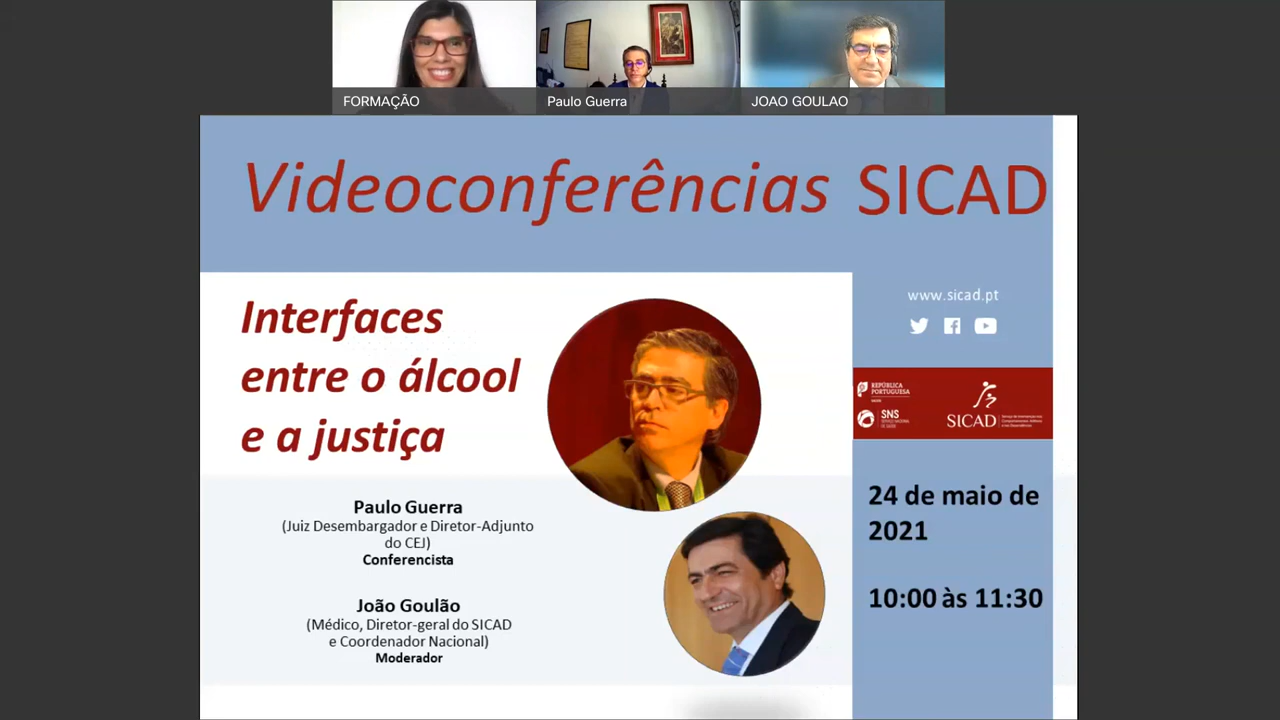 FORMAÇÃO
Paulo Guerra
JOAO GOULAO
Videoconferências SICAD
Interfaces
entre o álcool
e a justiça
Paulo Guerra
(Juiz Desembargador e Diretor-Adjunto
do CEJ)
Conferencista
João Goulão
(Médico, Diretor-geral do SICAD
e Coordenador Nacional)
Moderador
www.sicad.pt
REPÚBLICA
PORTUGUESA
SNS
SICAD
24 de maio de
2021
10:00 às 11:30